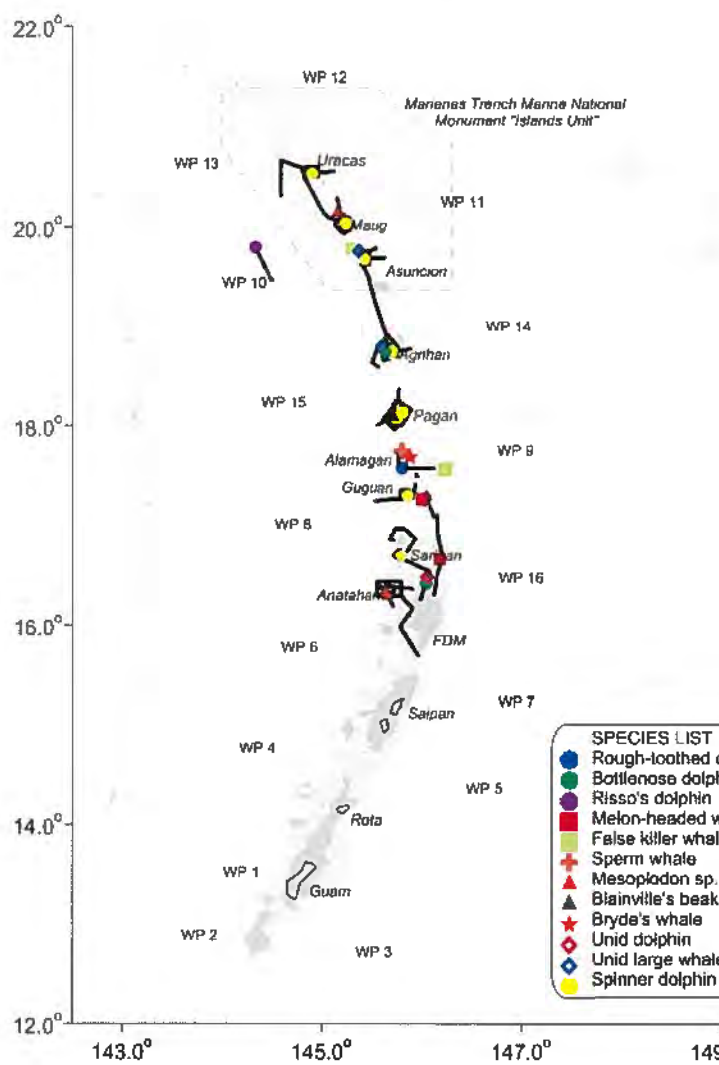 22.0°
WP 12
Marianas Trench Marine National
Monument "Islands Unit"
WP 13
Uracas
WP 11
20.0°
Maug
WP 10
Asuncion
WP 14
Agrihan
WP 15
Pagan
18.0°
WP 9
Alamagan
Guguan
WP 8
Sarigan
WP 16
Anatahan
16.0°
FDM
WP 6
WP 7
Saipan
WP 4
WP 5
14.0°
Rota
WP 1
Guam
WP 2
WP 3
12.0°
SPECIES LIST
Rough-toothed d
Bottlenose dolph
Risso's dolphin
Melon-headed w
False killer whal
Sperm whale
Mesoplodon sp.
Blainville's beak
Bryde's whale
Unid dolphin
Unid large whale
Spinner dolphin
143.0°
145.0°
147.0°
149